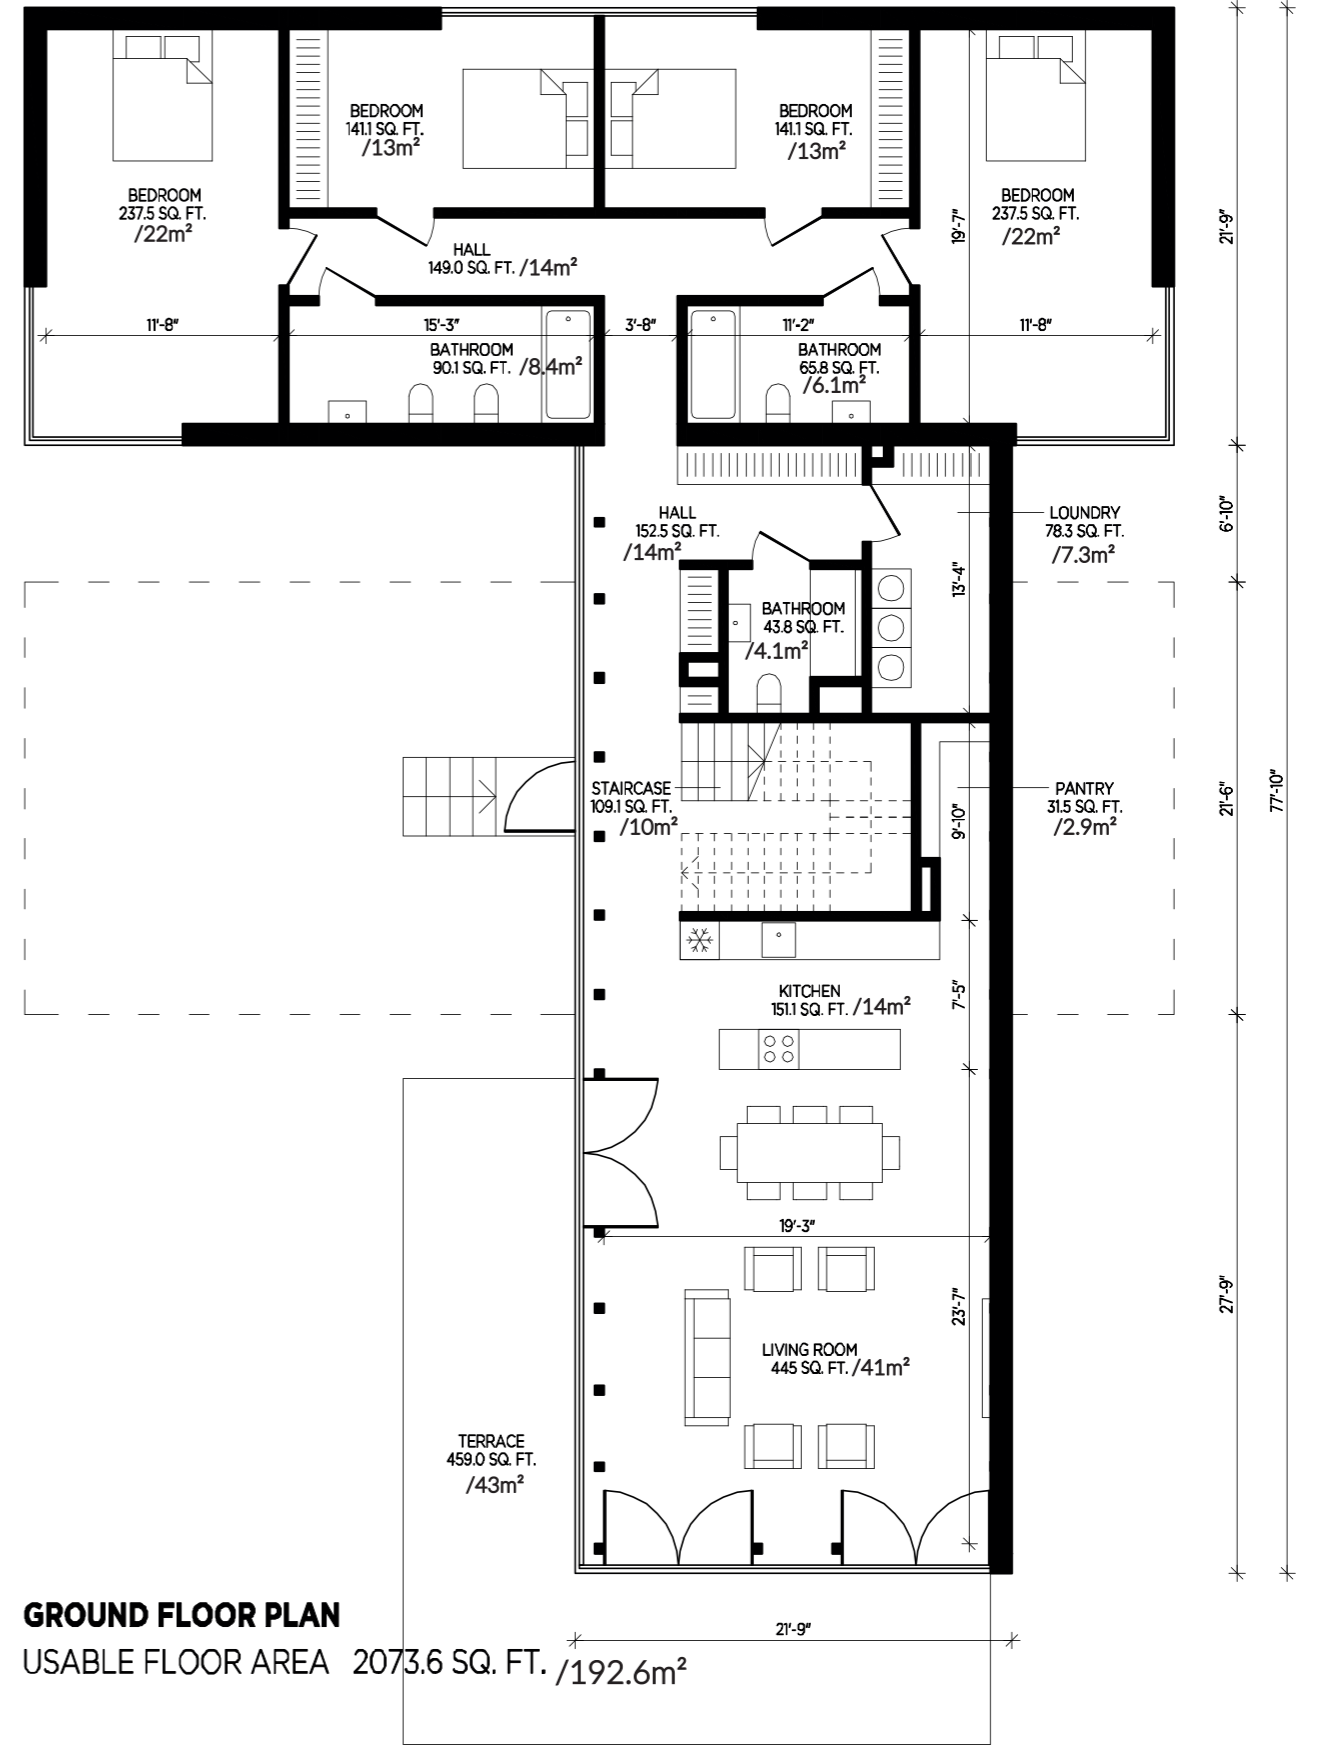 BEDROOM
141.1 SQ. FT.
/13m²
BEDROOM
141.1 SQ. FT.
/13m²
BEDROOM
237.5 SQ. FT.
/22m²
BEDROOM
237.5 SQ. FT.
/22m²
19'-7"
21'-9"
HALL
149.0 SQ. FT. /14m²
11'-8"
15'-3"
3'-8"
11'-2"
11'-8"
BATHROOM
90.1 SQ. FT. /8.4m²
BATHROOM
65.8 SQ. FT.
/6.1m²
HALL
152.5 SQ. FT.
/14m²
LOUNDRY
78.3 SQ. FT.
/7.3m²
6'-10"
13'-4"
BATHROOM
43.8 SQ. FT.
/4.1m²
STAIRCASE
109.1 SQ. FT.
/10m²
PANTRY
31.5 SQ. FT.
/2.9m²
9'-10"
21'-6"
77'-10"
KITCHEN
151.1 SQ. FT. /14m²
7'-5"
19'-3"
23'-7"
27'-9"
LIVING ROOM
445 SQ. FT. /41m²
TERRACE
459.0 SQ. FT.
/43m²
GROUND FLOOR PLAN
21'-9"
USABLE FLOOR AREA 2073.6 SQ. FT. /192.6m²